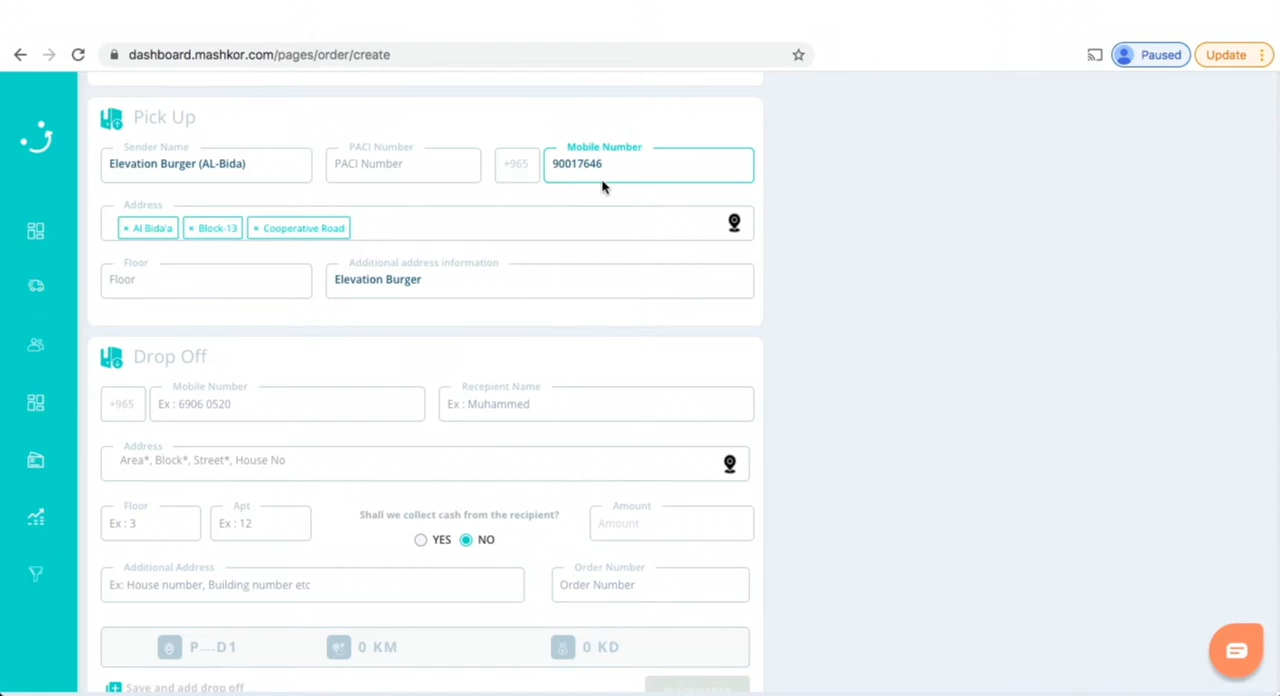 dashboard.mashkor.com/pages/order/create
Paused
Update
Pick Up
Sender Name
Elevation Burger (AL-Bida)
PACI Number
PACI Number
+965
Mobile Number
90017646
Address
× Al Bida'a × Block-13 × Cooperative Road
Floor
Floor
Additional address information
Elevation Burger
Drop Off
+965
Mobile Number
Ex : 6906 0520
Recepient Name
Ex : Muhammed
Address
Area*, Block*, Street*, House No
Floor
Ex : 3
Apt
Ex : 12
Shall we collect cash from the recipient?
YES NO
Amount
Amount
Additional Address
Ex: House number, Building number etc
Order Number
Order Number
P....D1 0 KM 0 KD
Save and add drop off